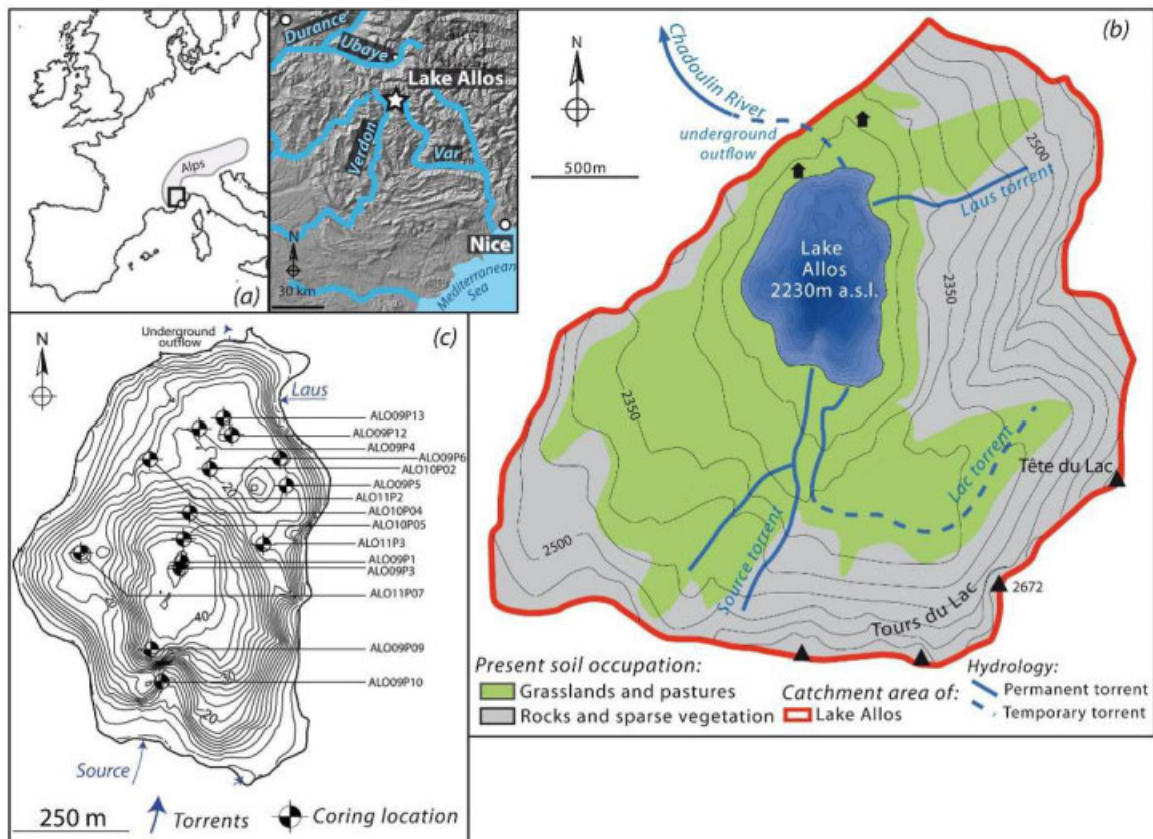 Alps
(a)
Durance
Ubaye
Lake Allos
Verdon
Var
Nice
N
30 km
Mediterranean
Sea
(b)
N
500m
Chadoulin River
underground
outflow
2500
Laus torrent
Lake
Allos
2230m a.s.l.
2350
2350
Lac torrent
Tête du Lac
2500
Source torrent
Tours du Lac
2672
Present soil occupation:
Grasslands and pastures
Rocks and sparse vegetation
Catchment area of:
Lake Allos
Hydrology:
Permanent torrent
Temporary torrent
(c)
N
Underground
outflow
Laus
ALO09P13
ALO09P12
ALO09P4
ALO09P6
ALO10P02
ALO09P5
ALO11P2
ALO10P04
ALO10P05
ALO11P3
ALO09P1
ALO09P3
ALO11P07
ALO09P09
ALO09P10
20
40
20
Source
250 m
Torrents
Coring location